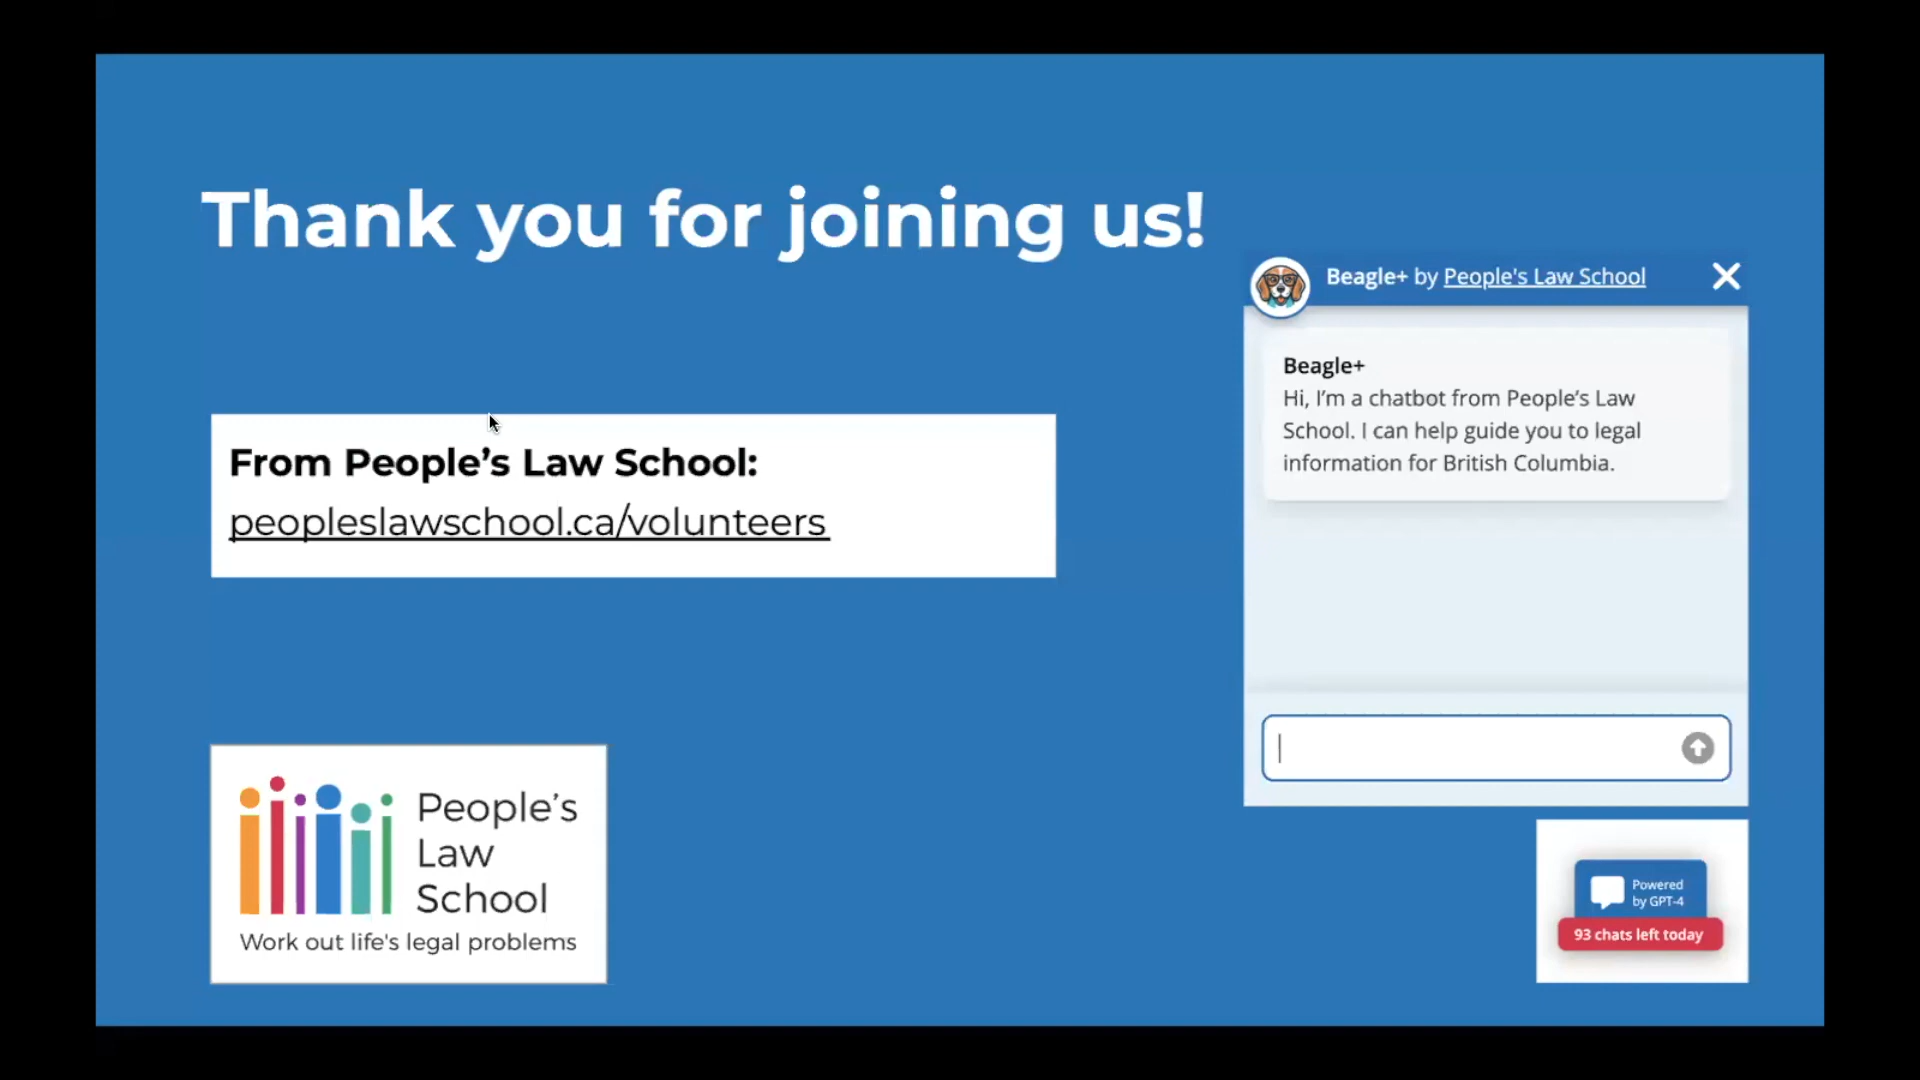 Thank you for joining us!
Beagle+ by People's Law School
Beagle+
Hi, I’m a chatbot from People’s Law
School. I can help guide you to legal
information for British Columbia.
From People’s Law School:
peopleslawschool.ca/volunteers
People’s
Law
School
Work out life's legal problems
Powered
by GPT-4
93 chats left today